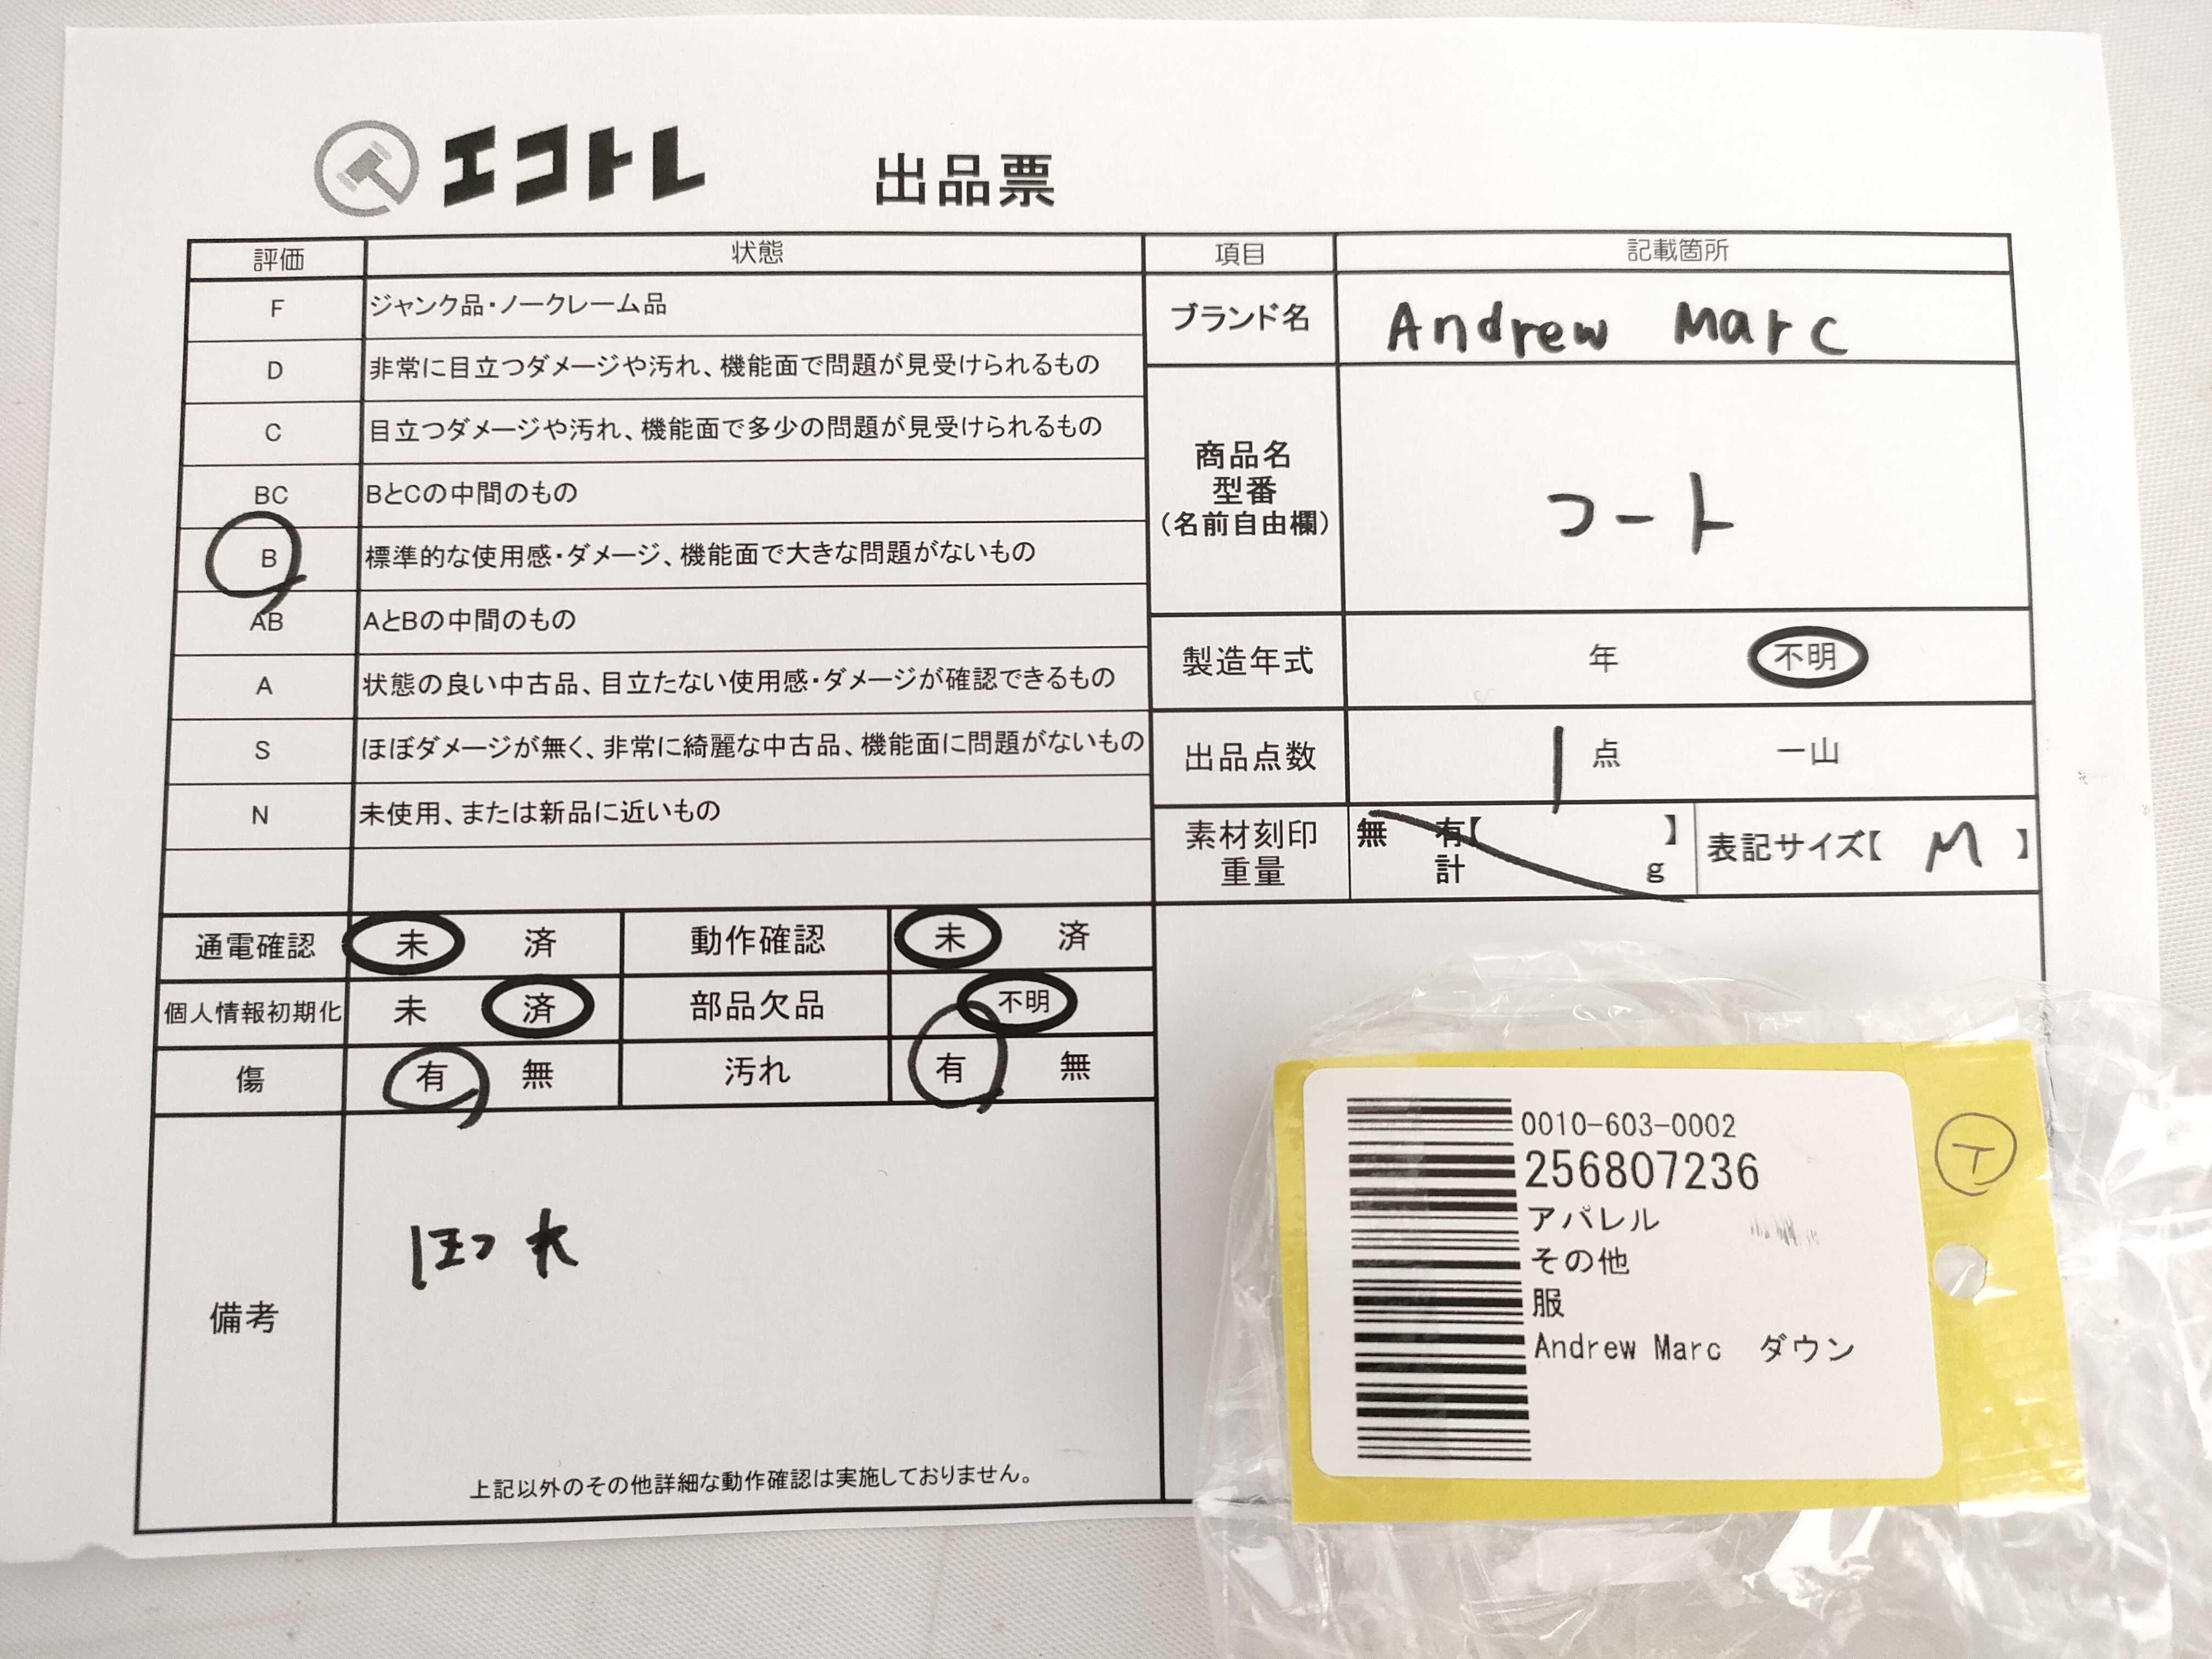 エコトレ 出品票
評価 状態 項目 記載箇所
F ジャンク品・ノークレーム品
D 非常に目立つダメージや汚れ、機能面で問題が見受けられるもの
C 目立つダメージや汚れ、機能面で多少の問題が見受けられるもの
BC BとCの中間のもの
B 標準的な使用感・ダメージ、機能面で大きな問題がないもの
AB AとBの中間のもの
A 状態の良い中古品、目立たない使用感・ダメージが確認できるもの
S ほぼダメージが無く、非常に綺麗な中古品、機能面に問題がないもの
N 未使用、または新品に近いもの
ブランド名 Andrew Marc
商品名
型番
(名前自由欄)
コート
製造年式 年 不明
出品点数 1 点 一山
素材刻印 無 有【 】
重量 計 g
表記サイズ【 M 】
通電確認 未 済 動作確認 未 済
個人情報初期化 未 済 部品欠品 不明
傷 有 無 汚れ 有 無
備考
ほつれ
上記以外のその他詳細な動作確認は実施しておりません。
0010-603-0002
256807236
アパレル
その他
服
Andrew Marc ダウン